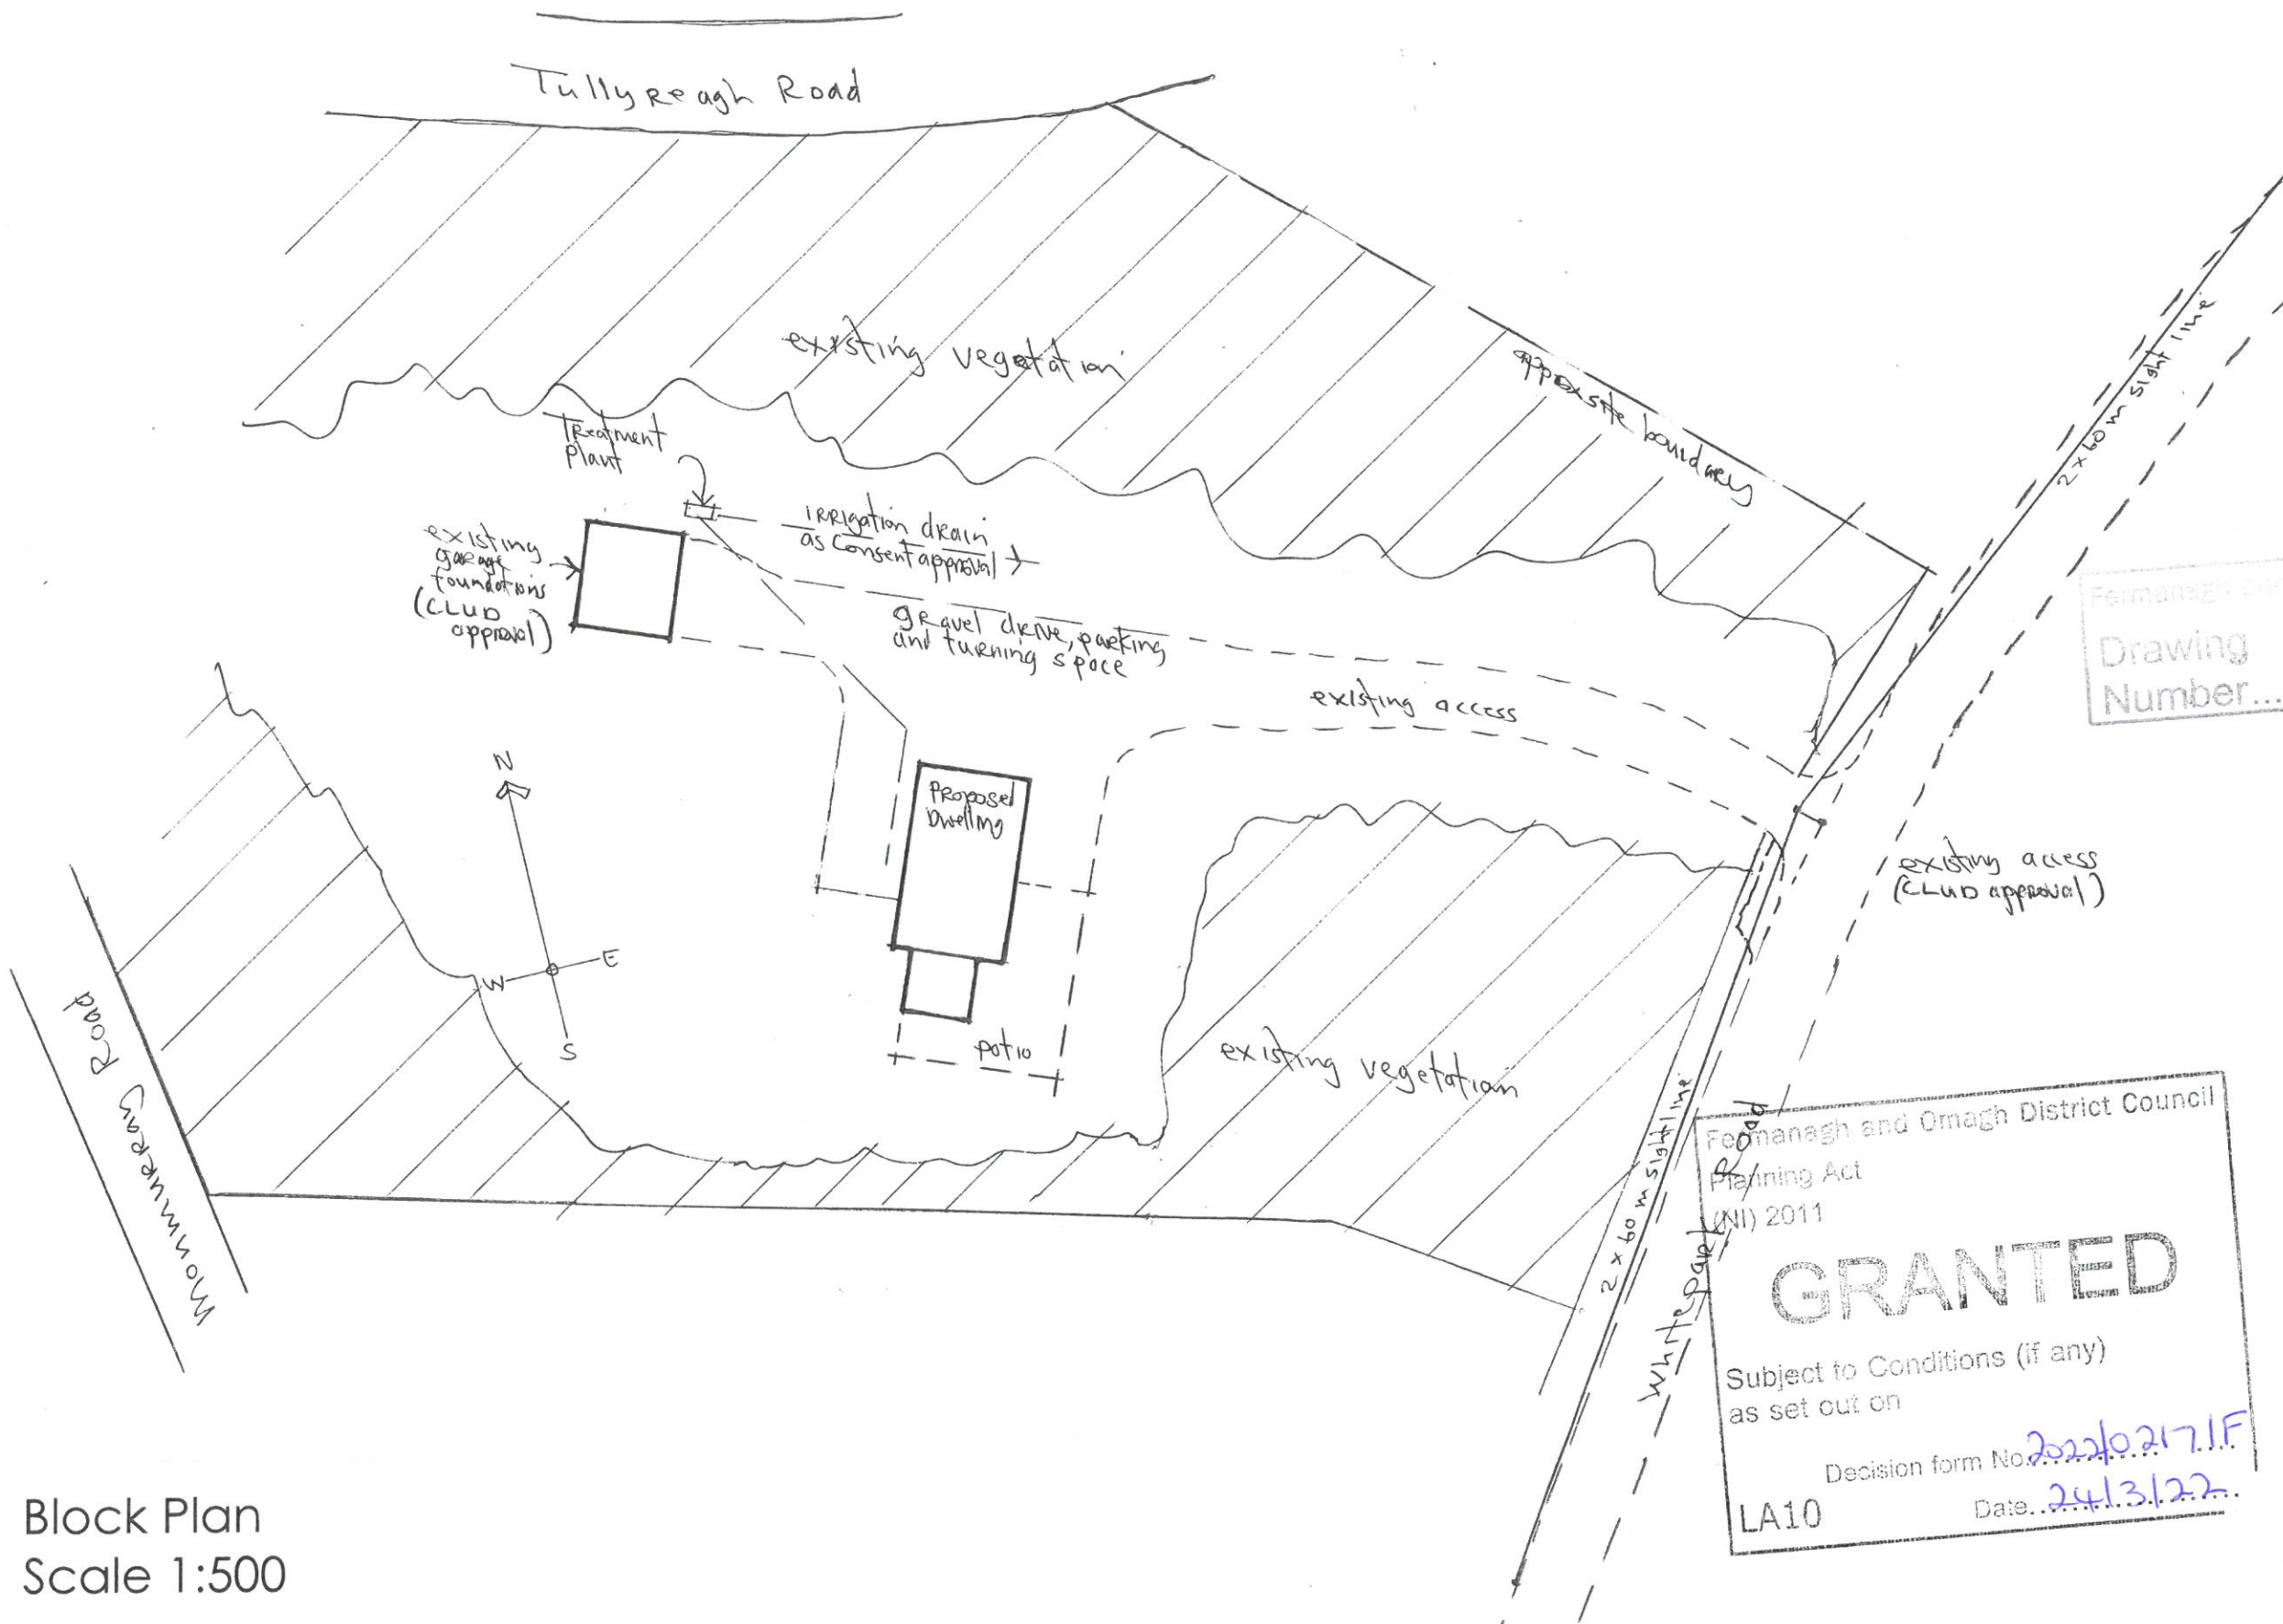 Tullyreagh Road
existing vegetation
approx site boundary
2 x 60 m sight line
Treatment
Plant
irrigation drain
as consent approval
existing
garage
foundations
(CLUD
approval)
gravel drive, parking
and turning space
existing access
Fermanagh and
Drawing
Number...
N
W
E
S
Proposed
Dwelling
existing access
(CLUD approval)
patio
existing vegetation
Monmurray Road
2 x 60 m sight line
Whitepark Road
Fermanagh and Omagh District Council
Planning Act
(NI) 2011
GRANTED
Subject to Conditions (if any)
as set out on
Decision form No. 2022/0217/F
Date 24/3/22
LA10
Block Plan
Scale 1:500